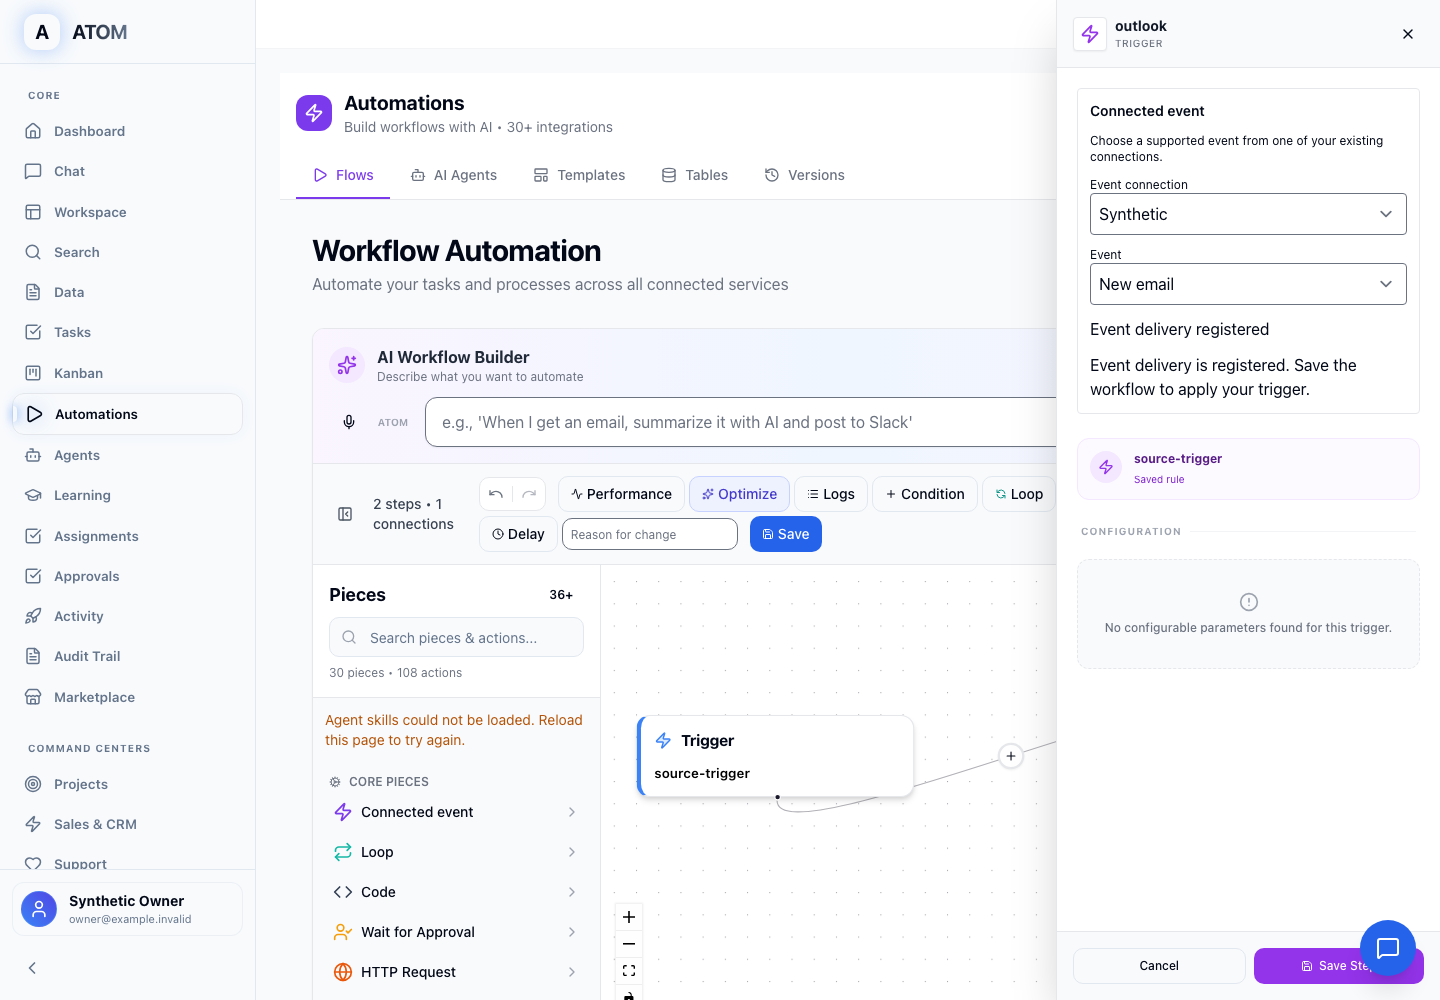 A
ATOM
CORE
Dashboard
Chat
Workspace
Search
Data
Tasks
Kanban
Automations
Agents
Learning
Assignments
Approvals
Activity
Audit Trail
Marketplace
COMMAND CENTERS
Projects
Sales & CRM
Support
Synthetic Owner
owner@example.invalid
Automations
Build workflows with AI • 30+ integrations
Flows
AI Agents
Templates
Tables
Versions
Workflow Automation
Automate your tasks and processes across all connected services
AI Workflow Builder
Describe what you want to automate
ATOM
e.g., 'When I get an email, summarize it with AI and post to Slack'
2 steps • 1
connections
Performance
Optimize
Logs
Condition
Loop
Delay
Reason for change
Save
Pieces
36+
Search pieces & actions...
30 pieces • 108 actions
Agent skills could not be loaded. Reload
this page to try again.
CORE PIECES
Connected event
Loop
Code
Wait for Approval
HTTP Request
Trigger
source-trigger
outlook
TRIGGER
Connected event
Choose a supported event from one of your existing
connections.
Event connection
Synthetic
Event
New email
Event delivery registered
Event delivery is registered. Save the
workflow to apply your trigger.
source-trigger
Saved rule
CONFIGURATION
No configurable parameters found for this trigger.
Cancel
Save